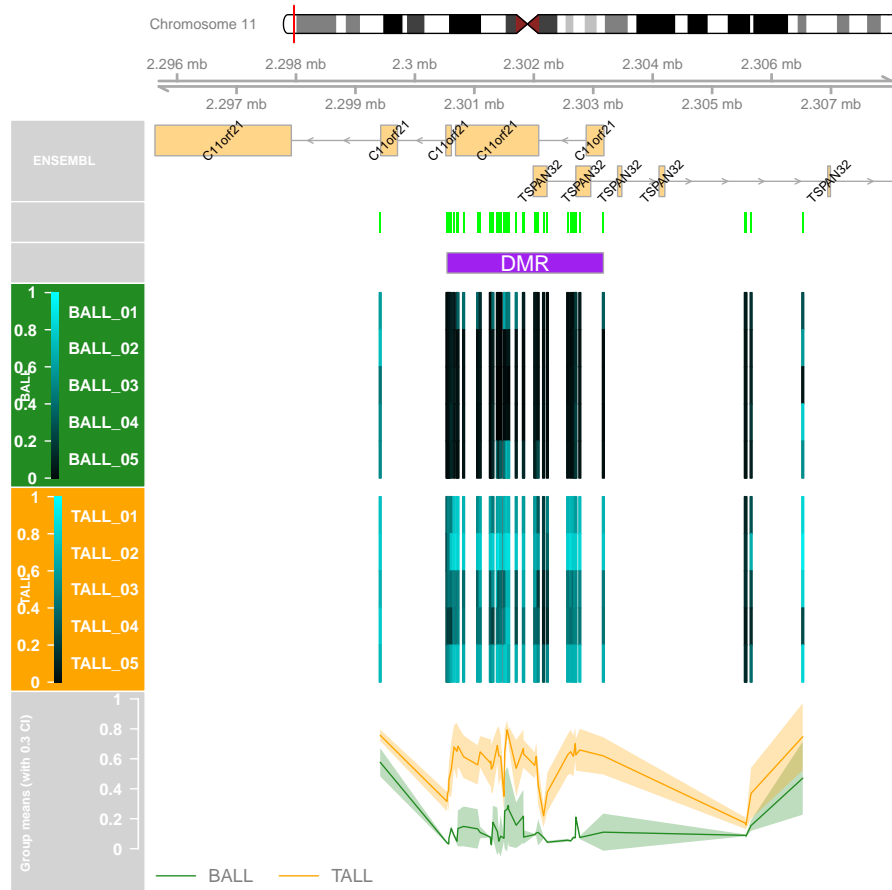 Chromosome 11
2.296 mb 2.298 mb 2.3 mb 2.302 mb 2.304 mb 2.306 mb
2.297 mb 2.299 mb 2.301 mb 2.303 mb 2.305 mb 2.307 mb
ENSEMBL
C11orf21 C11orf21 C11orf21 C11orf21 C11orf21
TSPAN32 TSPAN32 TSPAN32 TSPAN32 TSPAN32
DMR
BALL
1
0.8
0.6
0.4
0.2
0
BALL_01
BALL_02
BALL_03
BALL_04
BALL_05
TALL
1
0.8
0.6
0.4
0.2
0
TALL_01
TALL_02
TALL_03
TALL_04
TALL_05
Group means (with 0.3 CI)
1
0.8
0.6
0.4
0.2
0
BALL TALL